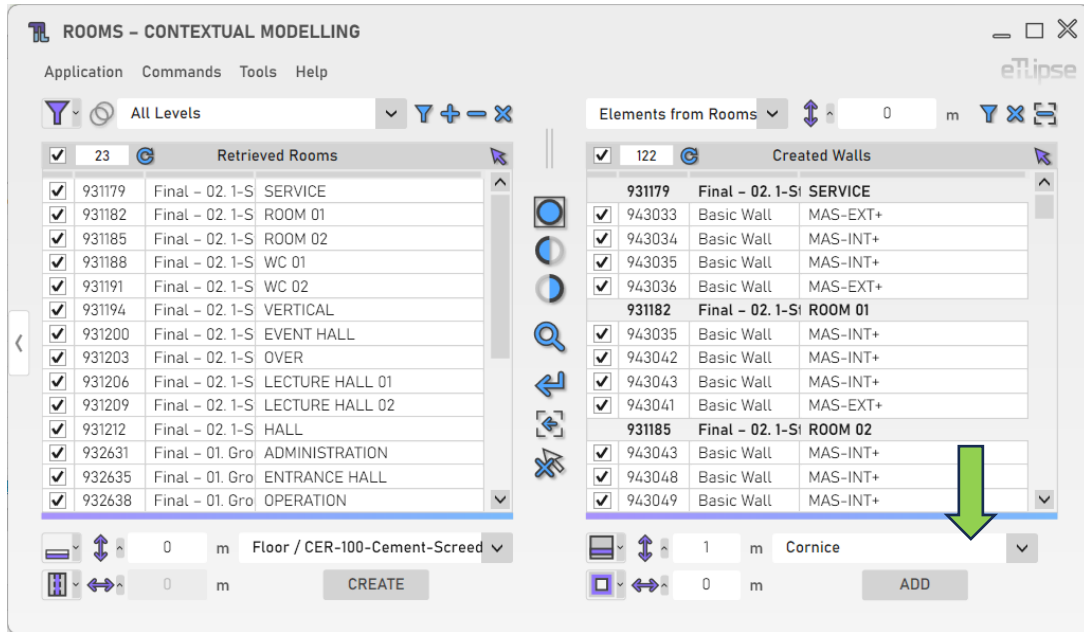 ROOMS – CONTEXTUAL MODELLING
Application Commands Tools Help
eTLipse
All Levels
Elements from Rooms 0 m
23 Retrieved Rooms
931179 Final – 02. 1-S SERVICE
931182 Final – 02. 1-S ROOM 01
931185 Final – 02. 1-S ROOM 02
931188 Final – 02. 1-S WC 01
931191 Final – 02. 1-S WC 02
931194 Final – 02. 1-S VERTICAL
931200 Final – 02. 1-S EVENT HALL
931203 Final – 02. 1-S OVER
931206 Final – 02. 1-S LECTURE HALL 01
931209 Final – 02. 1-S LECTURE HALL 02
931212 Final – 02. 1-S HALL
932631 Final – 01. Gro ADMINISTRATION
932635 Final – 01. Gro ENTRANCE HALL
932638 Final – 01. Gro OPERATION
0 m Floor / CER-100-Cement-Screed
0 m CREATE
122 Created Walls
931179 Final – 02. 1-St SERVICE
943033 Basic Wall MAS-EXT+
943034 Basic Wall MAS-INT+
943035 Basic Wall MAS-INT+
943036 Basic Wall MAS-EXT+
931182 Final – 02. 1-St ROOM 01
943035 Basic Wall MAS-INT+
943042 Basic Wall MAS-INT+
943043 Basic Wall MAS-INT+
943041 Basic Wall MAS-EXT+
931185 Final – 02. 1-St ROOM 02
943043 Basic Wall MAS-INT+
943048 Basic Wall MAS-INT+
943049 Basic Wall MAS-INT+
1 m Cornice
0 m ADD